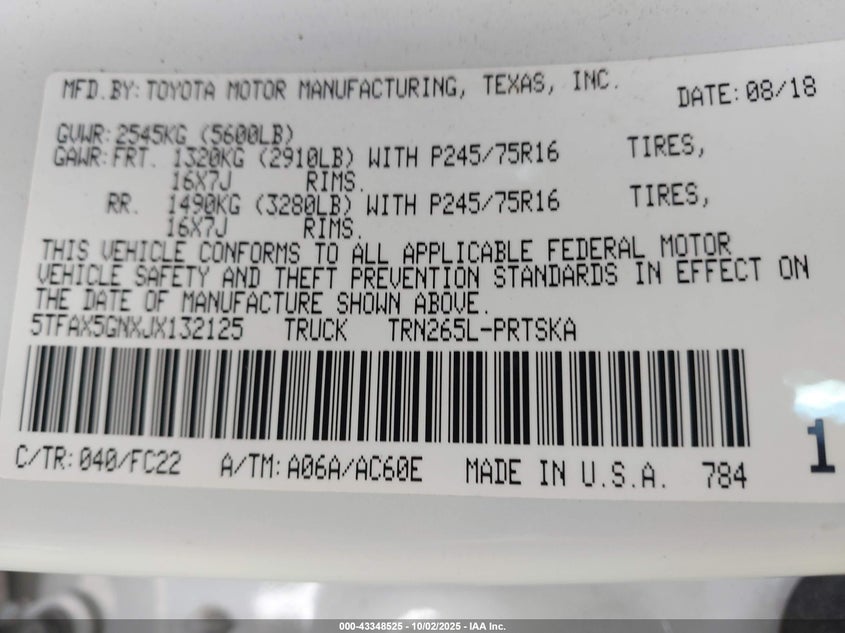 MFD.BY: TOYOTA MOTOR MANUFACTURING, TEXAS, INC. DATE: 08/18
GVWR: 2545KG (5600LB)
GAWR: FRT. 1320KG (2910LB) WITH P245/75R16 TIRES,
16X7J RIMS.
RR. 1490KG (3280LB) WITH P245/75R16 TIRES,
16X7J RIMS.
THIS VEHICLE CONFORMS TO ALL APPLICABLE FEDERAL MOTOR
VEHICLE SAFETY AND THEFT PREVENTION STANDARDS IN EFFECT ON
THE DATE OF MANUFACTURE SHOWN ABOVE.
5TFAX5GNXJX132125 TRUCK TRN265L-PRTSKA
C/TR: 040/FC22 A/TM: A06A/AC60E MADE IN U.S.A. 784
1
000-43348525 - 10/02/2025 - IAA Inc.